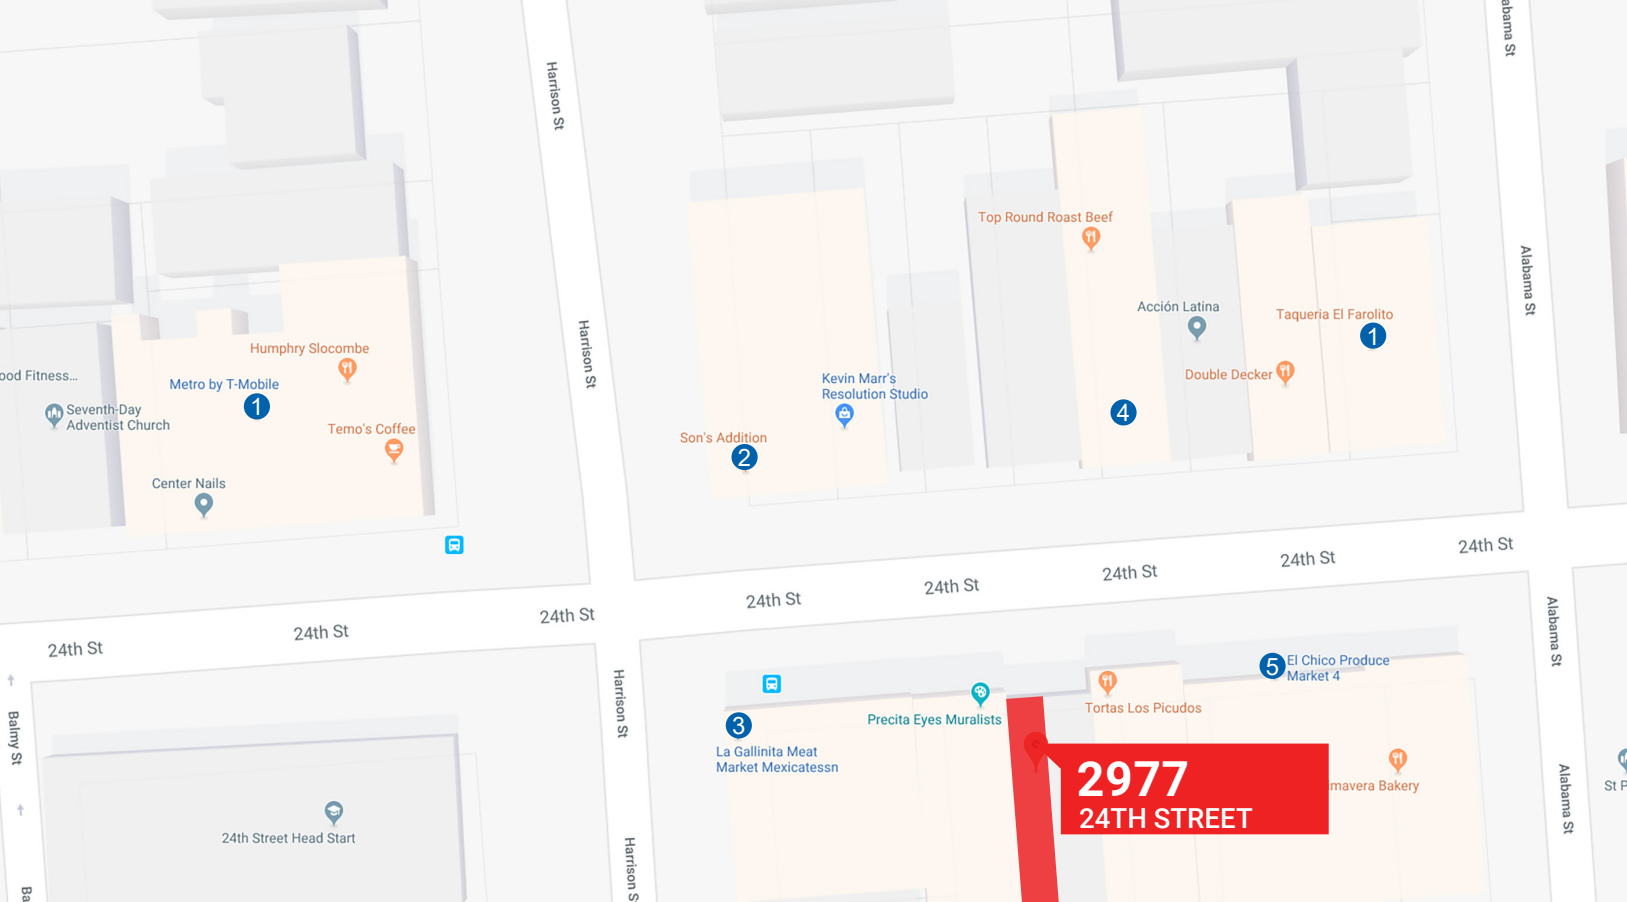 Harrison St
Alabama St
Top Round Roast Beef
Acción Latina
Taqueria El Farolito
1
Alabama St
Harrison St
Humphry Slocombe
Metro by T-Mobile
1
Double Decker
Kevin Marr's
Resolution Studio
ood Fitness...
Seventh-Day
Adventist Church
Temo's Coffee
4
Son's Addition
2
Center Nails
24th St
24th St
24th St
24th St
24th St
24th St
24th St
24th St
Alabama St
Harrison St
5
El Chico Produce
Market 4
Balmy St
Precita Eyes Muralists
Tortas Los Picudos
3
La Gallinita Meat
Market Mexicatessn
2977
24TH STREET
imavera Bakery
St P
Alabama St
24th Street Head Start
Harrison S
Ba